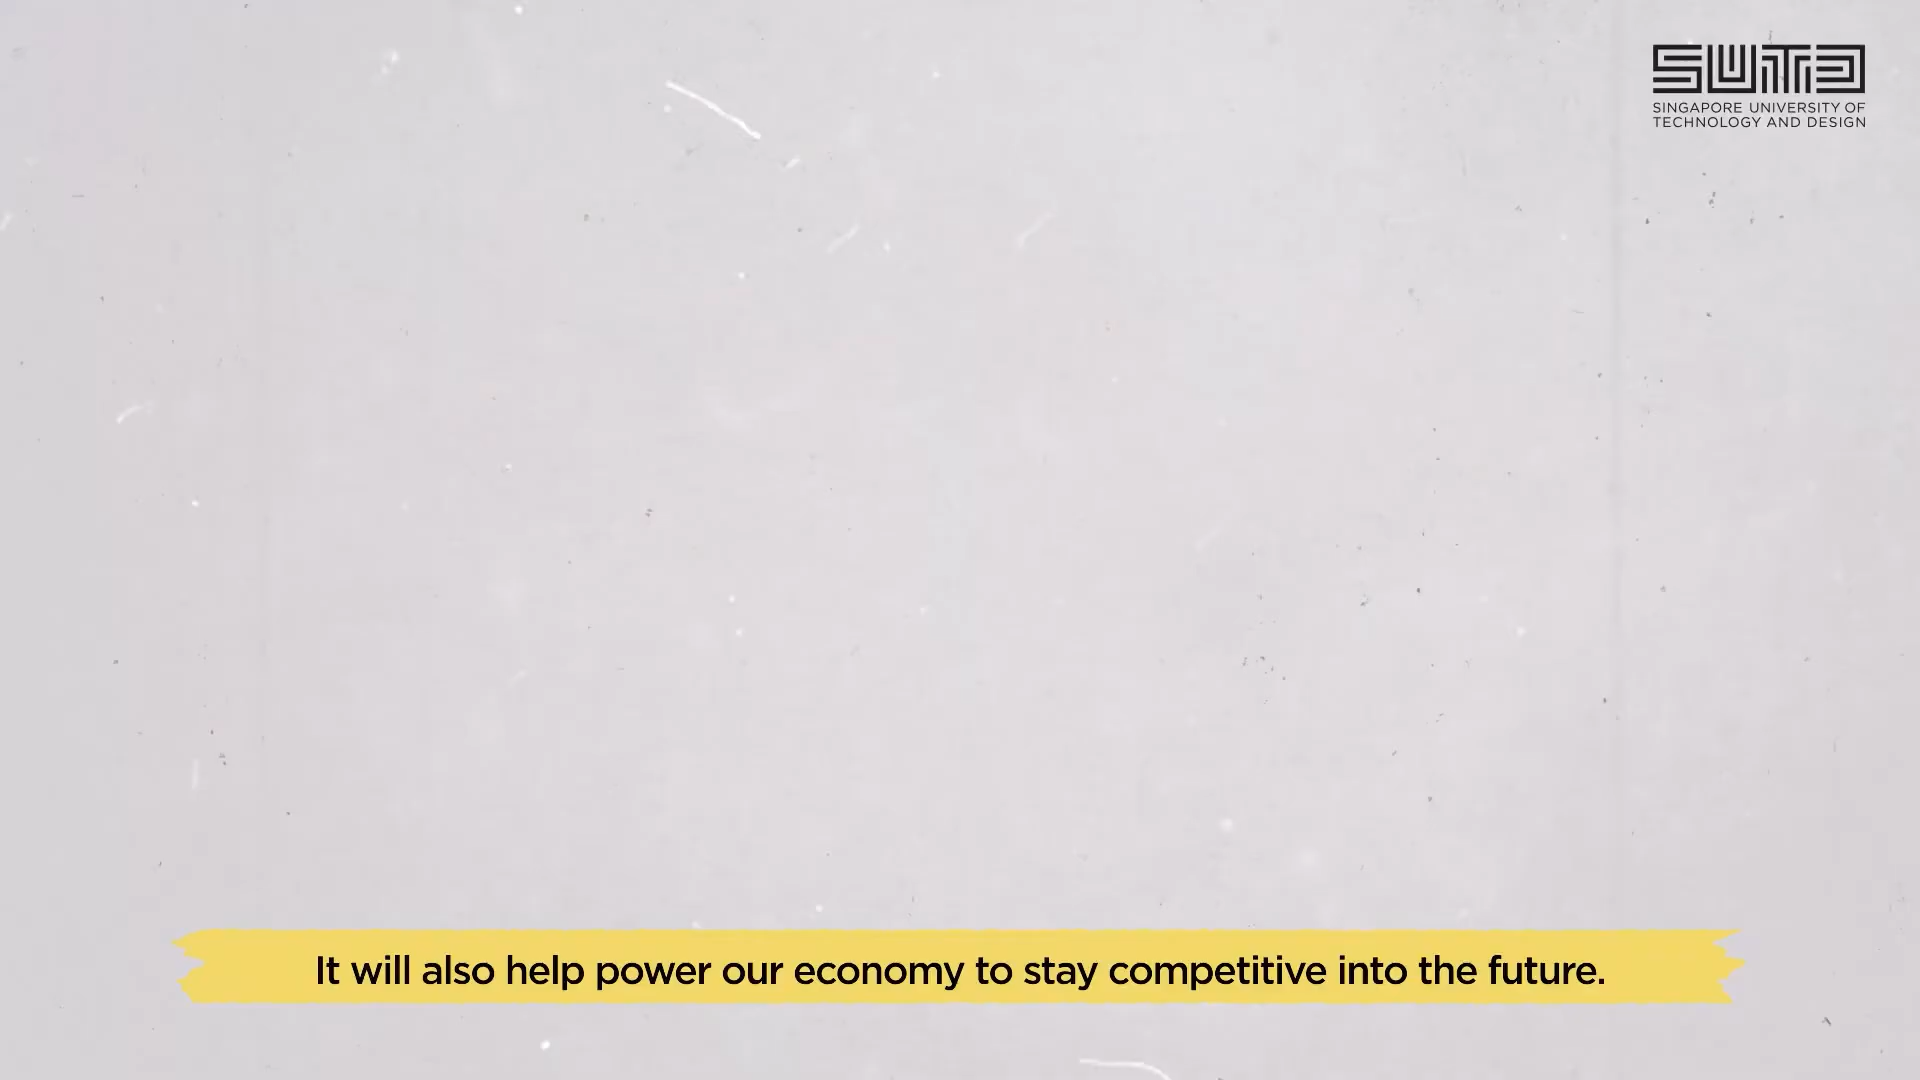 SUTD
SINGAPORE UNIVERSITY OF
TECHNOLOGY AND DESIGN
It will also help power our economy to stay competitive into the future.